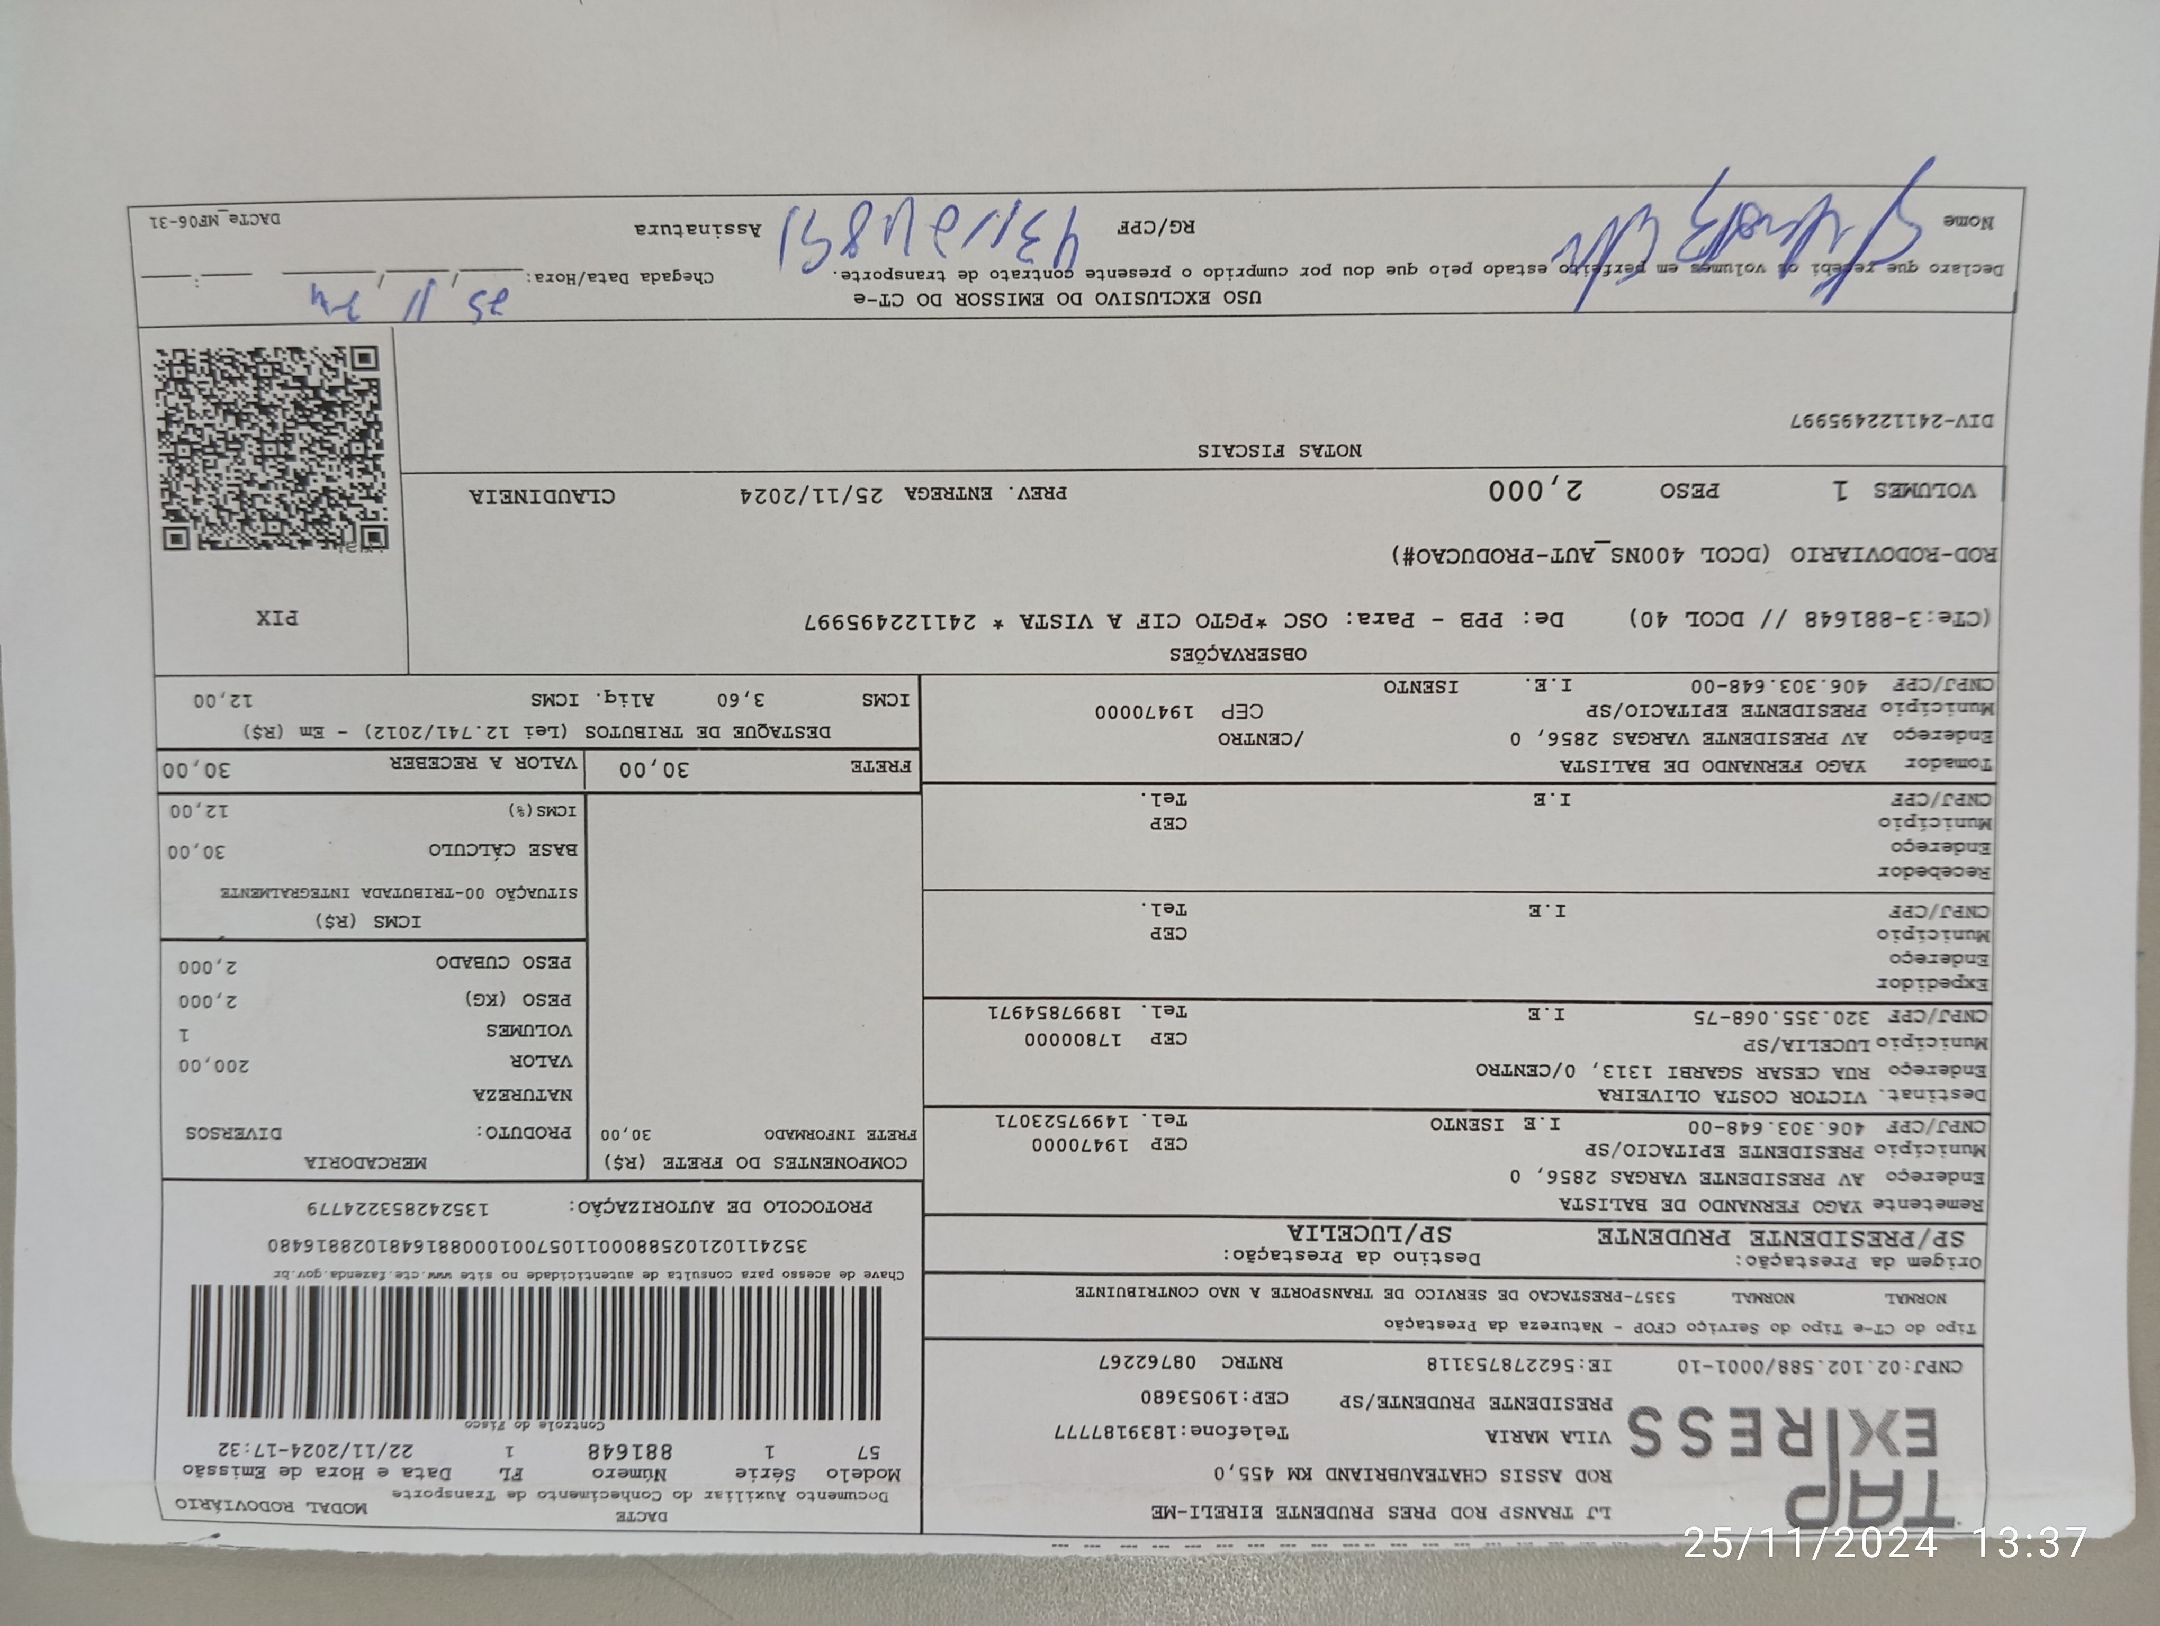 TAP
EXPRESS
LJ TRANSP ROD PRES PRUDENTE EIRELI-ME
ROD ASSIS CHATEAUBRIAND KM 455,0
VILA MARIA Telefone:1839187777
PRESIDENTE PRUDENTE/SP CEP:19053680
CNPJ:02.102.588/0001-10 IE:562278753118 RNTRC 08762267
DACTE MODAL RODOVIÁRIO
Documento Auxiliar do Conhecimento de Transporte
Modelo Série Número FL Data e Hora de Emissão
57 1 881648 1 22/11/2024-17:32
Controle do Fisco
Chave de acesso para consulta de autenticidade no site www.cte.fazenda.gov.br
35241102102588000110570010008816481028816480
PROTOCOLO DE AUTORIZAÇÃO: 135242853224779
Tipo do CT-e Tipo do Serviço CFOP - Natureza da Prestação
NORMAL NORMAL 5357-PRESTACAO DE SERVICO DE TRANSPORTE A NAO CONTRIBUINTE
Origem da Prestação: Destino da Prestação:
SP/PRESIDENTE PRUDENTE SP/LUCELIA
Remetente YAGO FERNANDO DE BALISTA
Endereço AV PRESIDENTE VARGAS 2856, 0
Município PRESIDENTE EPITACIO/SP CEP 19470000
CNPJ/CPF 406.303.648-00 I.E ISENTO Tel. 14997523071
Destinat. VICTOR COSTA OLIVEIRA
Endereço RUA CESAR SGARBI 1313, 0/CENTRO
Município LUCELIA/SP CEP 17800000
CNPJ/CPF 320.355.068-75 I.E Tel. 18997854971
Expedidor
Endereço
Município CEP
CNPJ/CPF I.E Tel.
Recebedor
Endereço
Município CEP
CNPJ/CPF I.E Tel.
Tomador YAGO FERNANDO DE BALISTA
Endereço AV PRESIDENTE VARGAS 2856, 0 /CENTRO
Município PRESIDENTE EPITACIO/SP CEP 19470000
CNPJ/CPF 406.303.648-00 I.E. ISENTO
COMPONENTES DO FRETE (R$)
FRETE INFORMADO 30,00
MERCADORIA
PRODUTO: DIVERSOS
NATUREZA
VALOR 200,00
VOLUMES 1
PESO (KG) 2,000
PESO CUBADO 2,000
ICMS (R$)
SITUAÇÃO 00-TRIBUTADA INTEGRALMENTE
BASE CÁLCULO 30,00
ICMS(%) 12,00
FRETE 30,00 VALOR A RECEBER 30,00
DESTAQUE DE TRIBUTOS (Lei 12.741/2012) - Em (R$)
ICMS 3,60 Aliq. ICMS 12,00
OBSERVAÇÕES
(CTe:3-881648 // DCOL 40) De: PPB - Para: OSC *PGTO CIF A VISTA * 241122495997
ROD-RODOVIARIO (DCOL 400NS_AUT-PRODUCAO#)
PIX
VOLUMES 1 PESO 2,000 PREV. ENTREGA 25/11/2024 CLAUDINEIA
NOTAS FISCAIS
DIV-241122495997
USO EXCLUSIVO DO EMISSOR DO CT-e
Declaro que recebi os volumes em perfeito estado pelo que dou por cumprido o presente contrato de transporte. Chegada Data/Hora: 25/11/24 :
Nome RG/CPF Assinatura
DACTe_MF06-31
25/11/2024 13:37